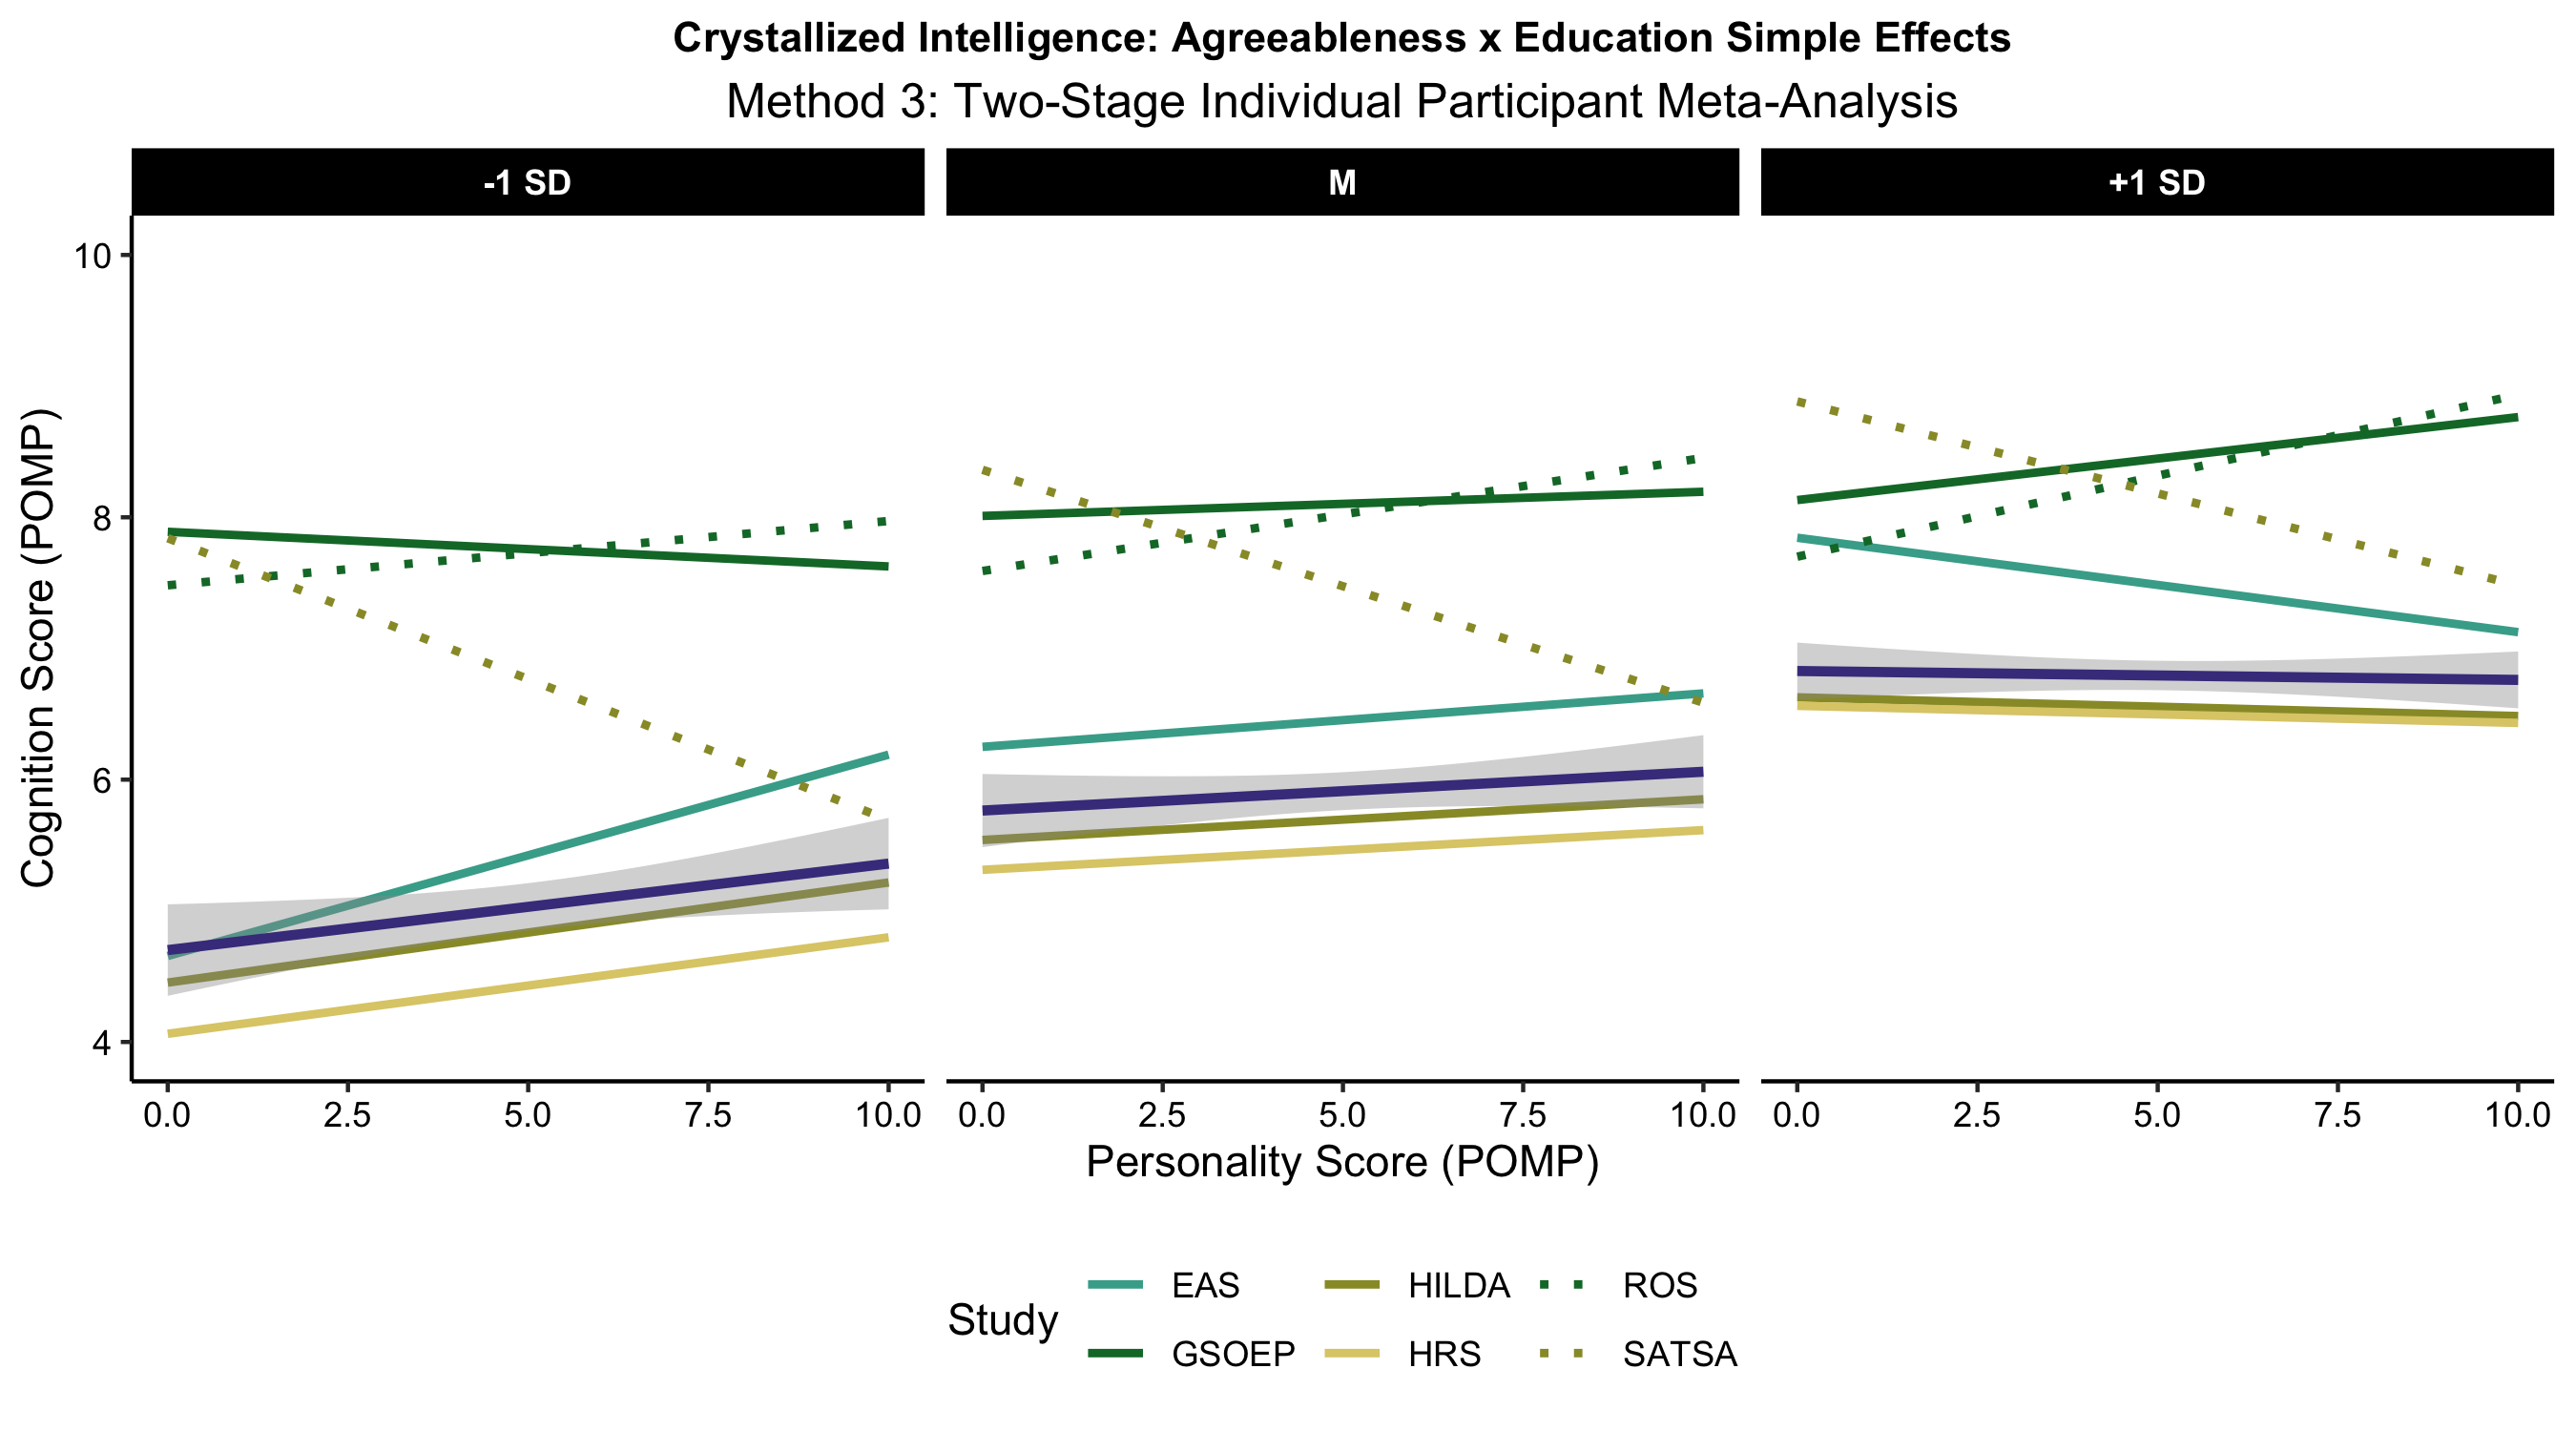 Crystallized Intelligence: Agreeableness x Education Simple Effects
Method 3: Two-Stage Individual Participant Meta-Analysis
-1 SD M +1 SD
Cognition Score (POMP)
10
8
6
4
0.0 2.5 5.0 7.5 10.0 0.0 2.5 5.0 7.5 10.0 0.0 2.5 5.0 7.5 10.0
Personality Score (POMP)
Study
EAS HILDA ROS
GSOEP HRS SATSA